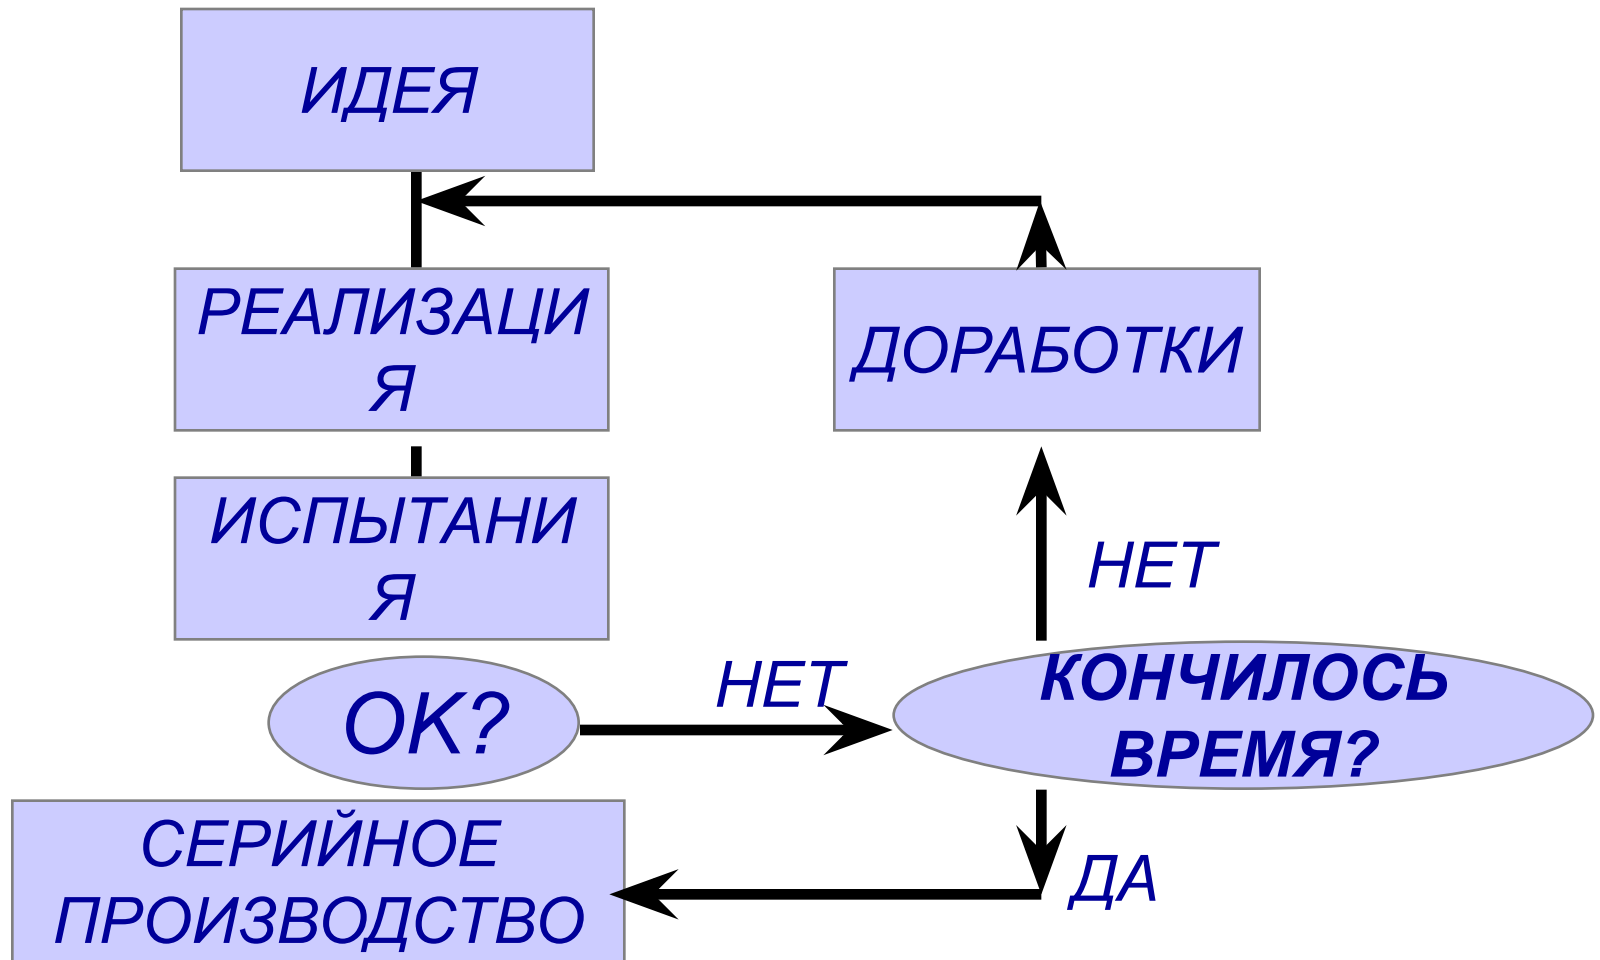 ИДЕЯ
РЕАЛИЗАЦИ
Я
ДОРАБОТКИ
ИСПЫТАНИ
Я
НЕТ
ОК?
НЕТ
КОНЧИЛОСЬ
ВРЕМЯ?
СЕРИЙНОЕ
ПРОИЗВОДСТВО
ДА